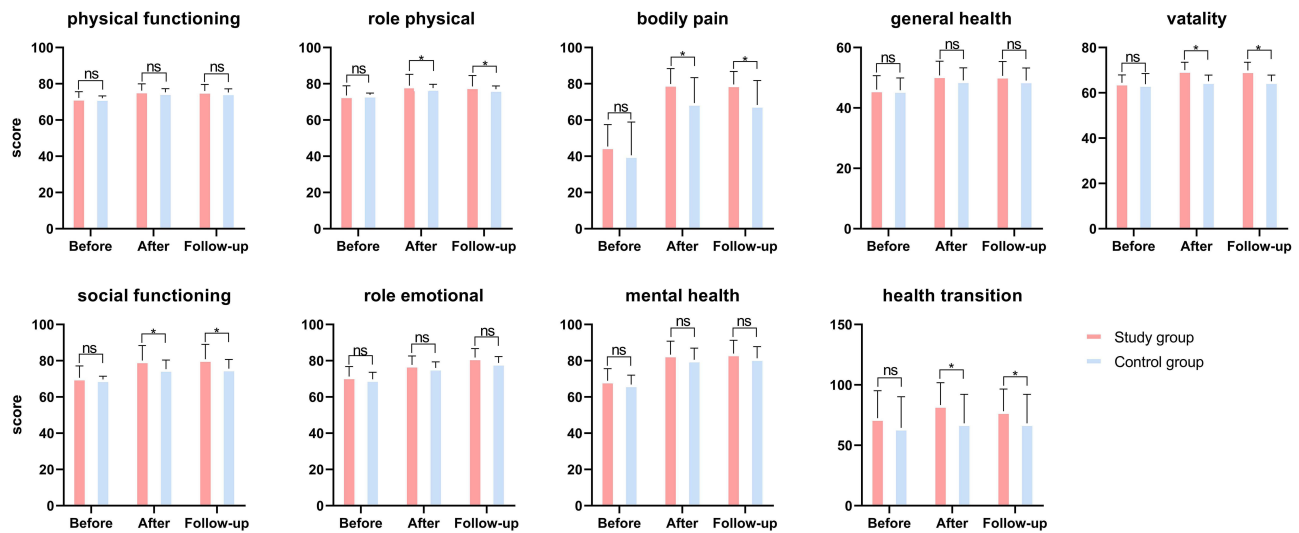 physical functioning
score
100
80
60
40
20
0
ns
ns
ns
Before
After
Follow-up
role physical
100
80
60
40
20
0
ns
*
*
Before
After
Follow-up
bodily pain
100
80
60
40
20
0
ns
*
*
Before
After
Follow-up
general health
60
40
20
0
ns
ns
ns
Before
After
Follow-up
vatality
80
60
40
20
0
ns
*
*
Before
After
Follow-up
social functioning
score
100
80
60
40
20
0
ns
*
*
Before
After
Follow-up
role emotional
100
80
60
40
20
0
ns
ns
ns
Before
After
Follow-up
mental health
100
80
60
40
20
0
ns
ns
ns
Before
After
Follow-up
health transition
150
100
50
0
ns
*
*
Before
After
Follow-up
Study group
Control group